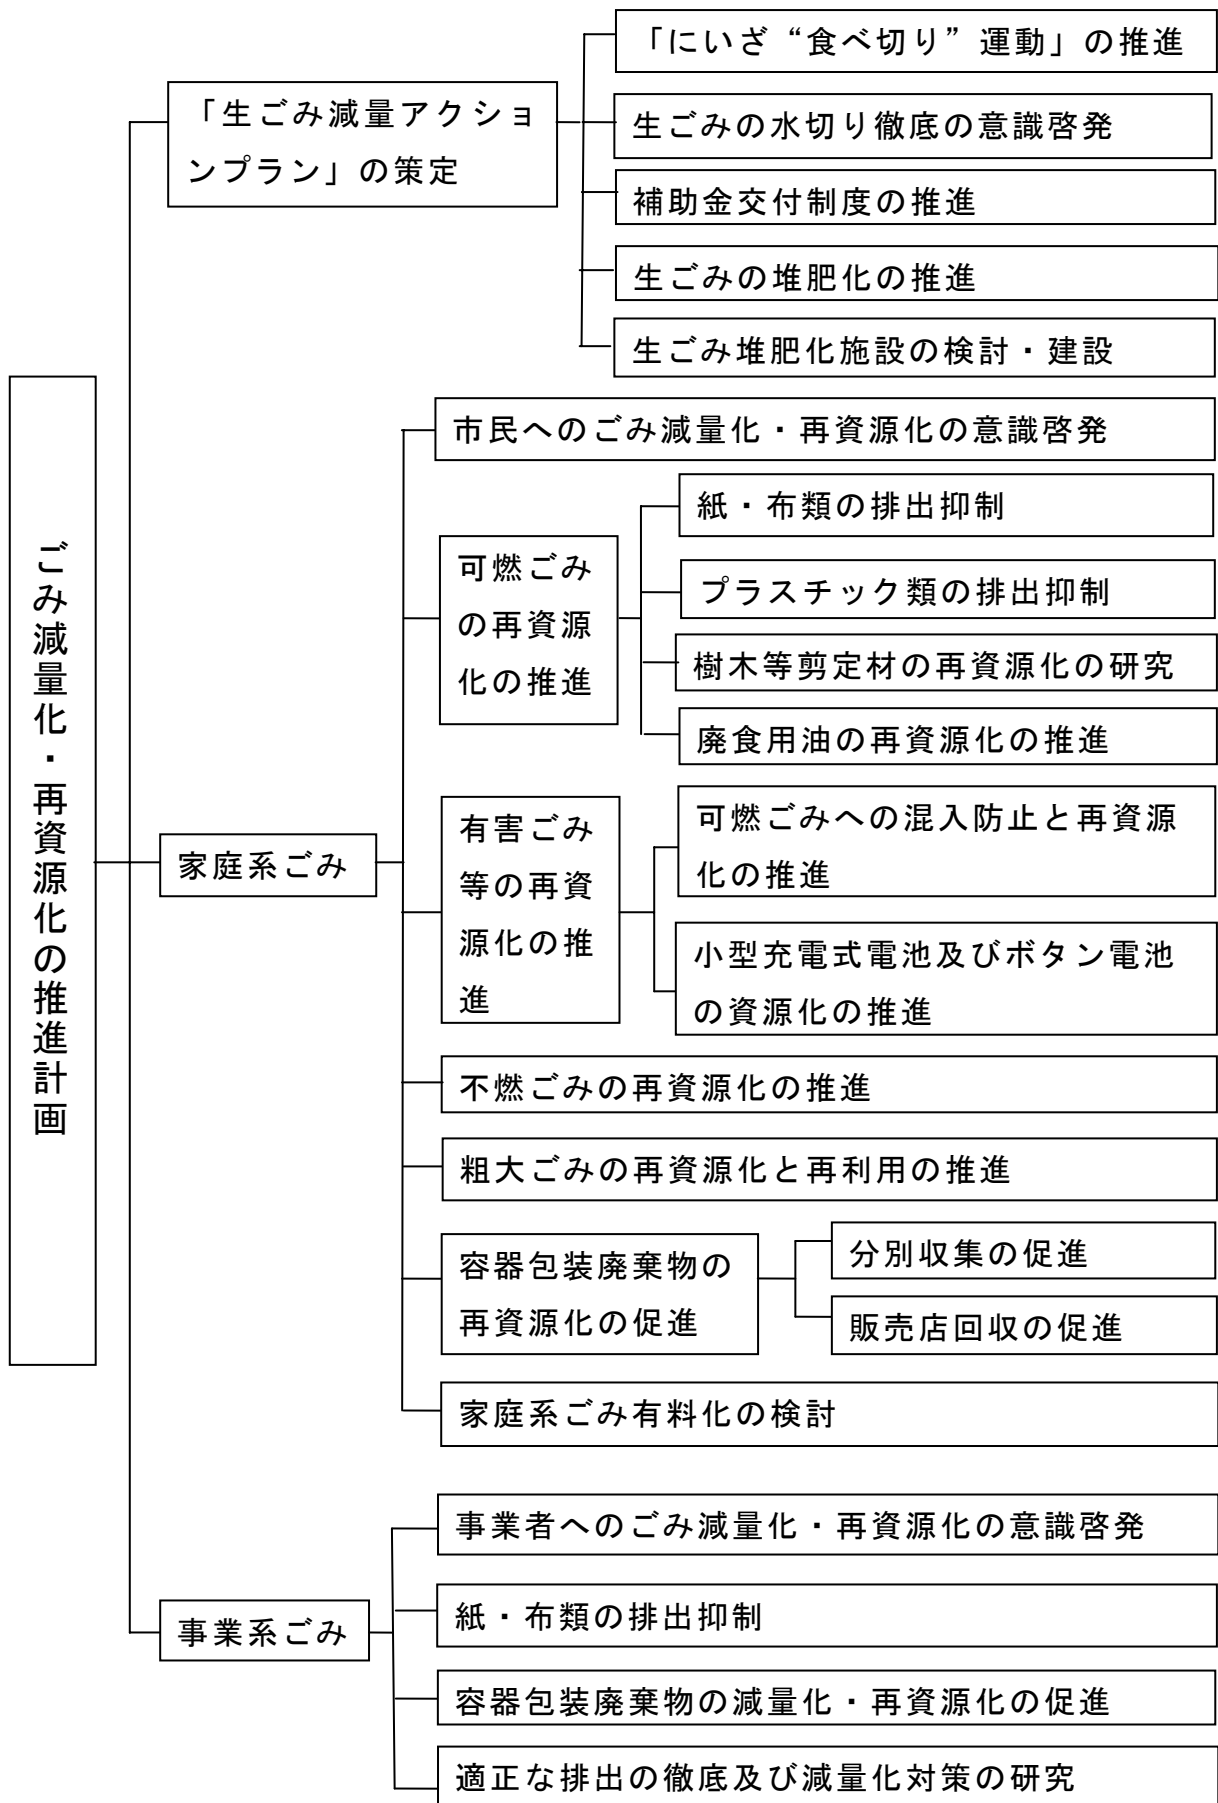 ごみ減量化・再資源化の推進計画
「生ごみ減量アクショ
ンプラン」の策定
「にいざ“食べ切り”運動」の推進
生ごみの水切り徹底の意識啓発
補助金交付制度の推進
生ごみの堆肥化の推進
生ごみ堆肥化施設の検討・建設
家庭系ごみ
市民へのごみ減量化・再資源化の意識啓発
可燃ごみ
の再資源
化の推進
紙・布類の排出抑制
プラスチック類の排出抑制
樹木等剪定材の再資源化の研究
廃食用油の再資源化の推進
有害ごみ
等の再資
源化の推
進
可燃ごみへの混入防止と再資源
化の推進
小型充電式電池及びボタン電池
の資源化の推進
不燃ごみの再資源化の推進
粗大ごみの再資源化と再利用の推進
容器包装廃棄物の
再資源化の促進
分別収集の促進
販売店回収の促進
家庭系ごみ有料化の検討
事業系ごみ
事業者へのごみ減量化・再資源化の意識啓発
紙・布類の排出抑制
容器包装廃棄物の減量化・再資源化の促進
適正な排出の徹底及び減量化対策の研究